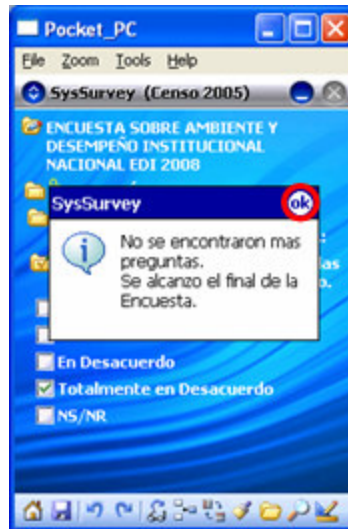 Pocket_PC
File Zoom Tools Help
SysSurvey (Censo 2005)
ENCUESTA SOBRE AMBIENTE Y
DESEMPEÑO INSTITUCIONAL
NACIONAL EDI 2008
SysSurvey
ok
No se encontraron mas
preguntas.
Se alcanzo el final de la
Encuesta.
En Desacuerdo
Totalmente en Desacuerdo
NS/NR